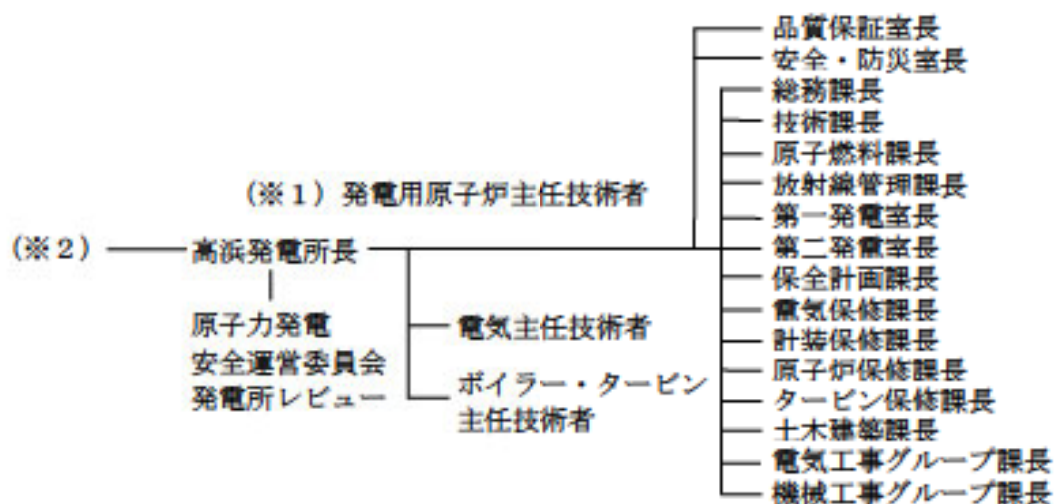 品質保証室長
安全・防災室長
総務課長
技術課長
原子燃料課長
放射線管理課長
(※1)発電用原子炉主任技術者
第一発電室長
(※2)
高浜発電所長
第二発電室長
保全計画課長
原子力発電
安全運営委員会
発電所レビュー
電気主任技術者
ボイラー・タービン
主任技術者
電気保修課長
計装保修課長
原子炉保修課長
タービン保修課長
土木建築課長
電気工事グループ課長
機械工事グループ課長